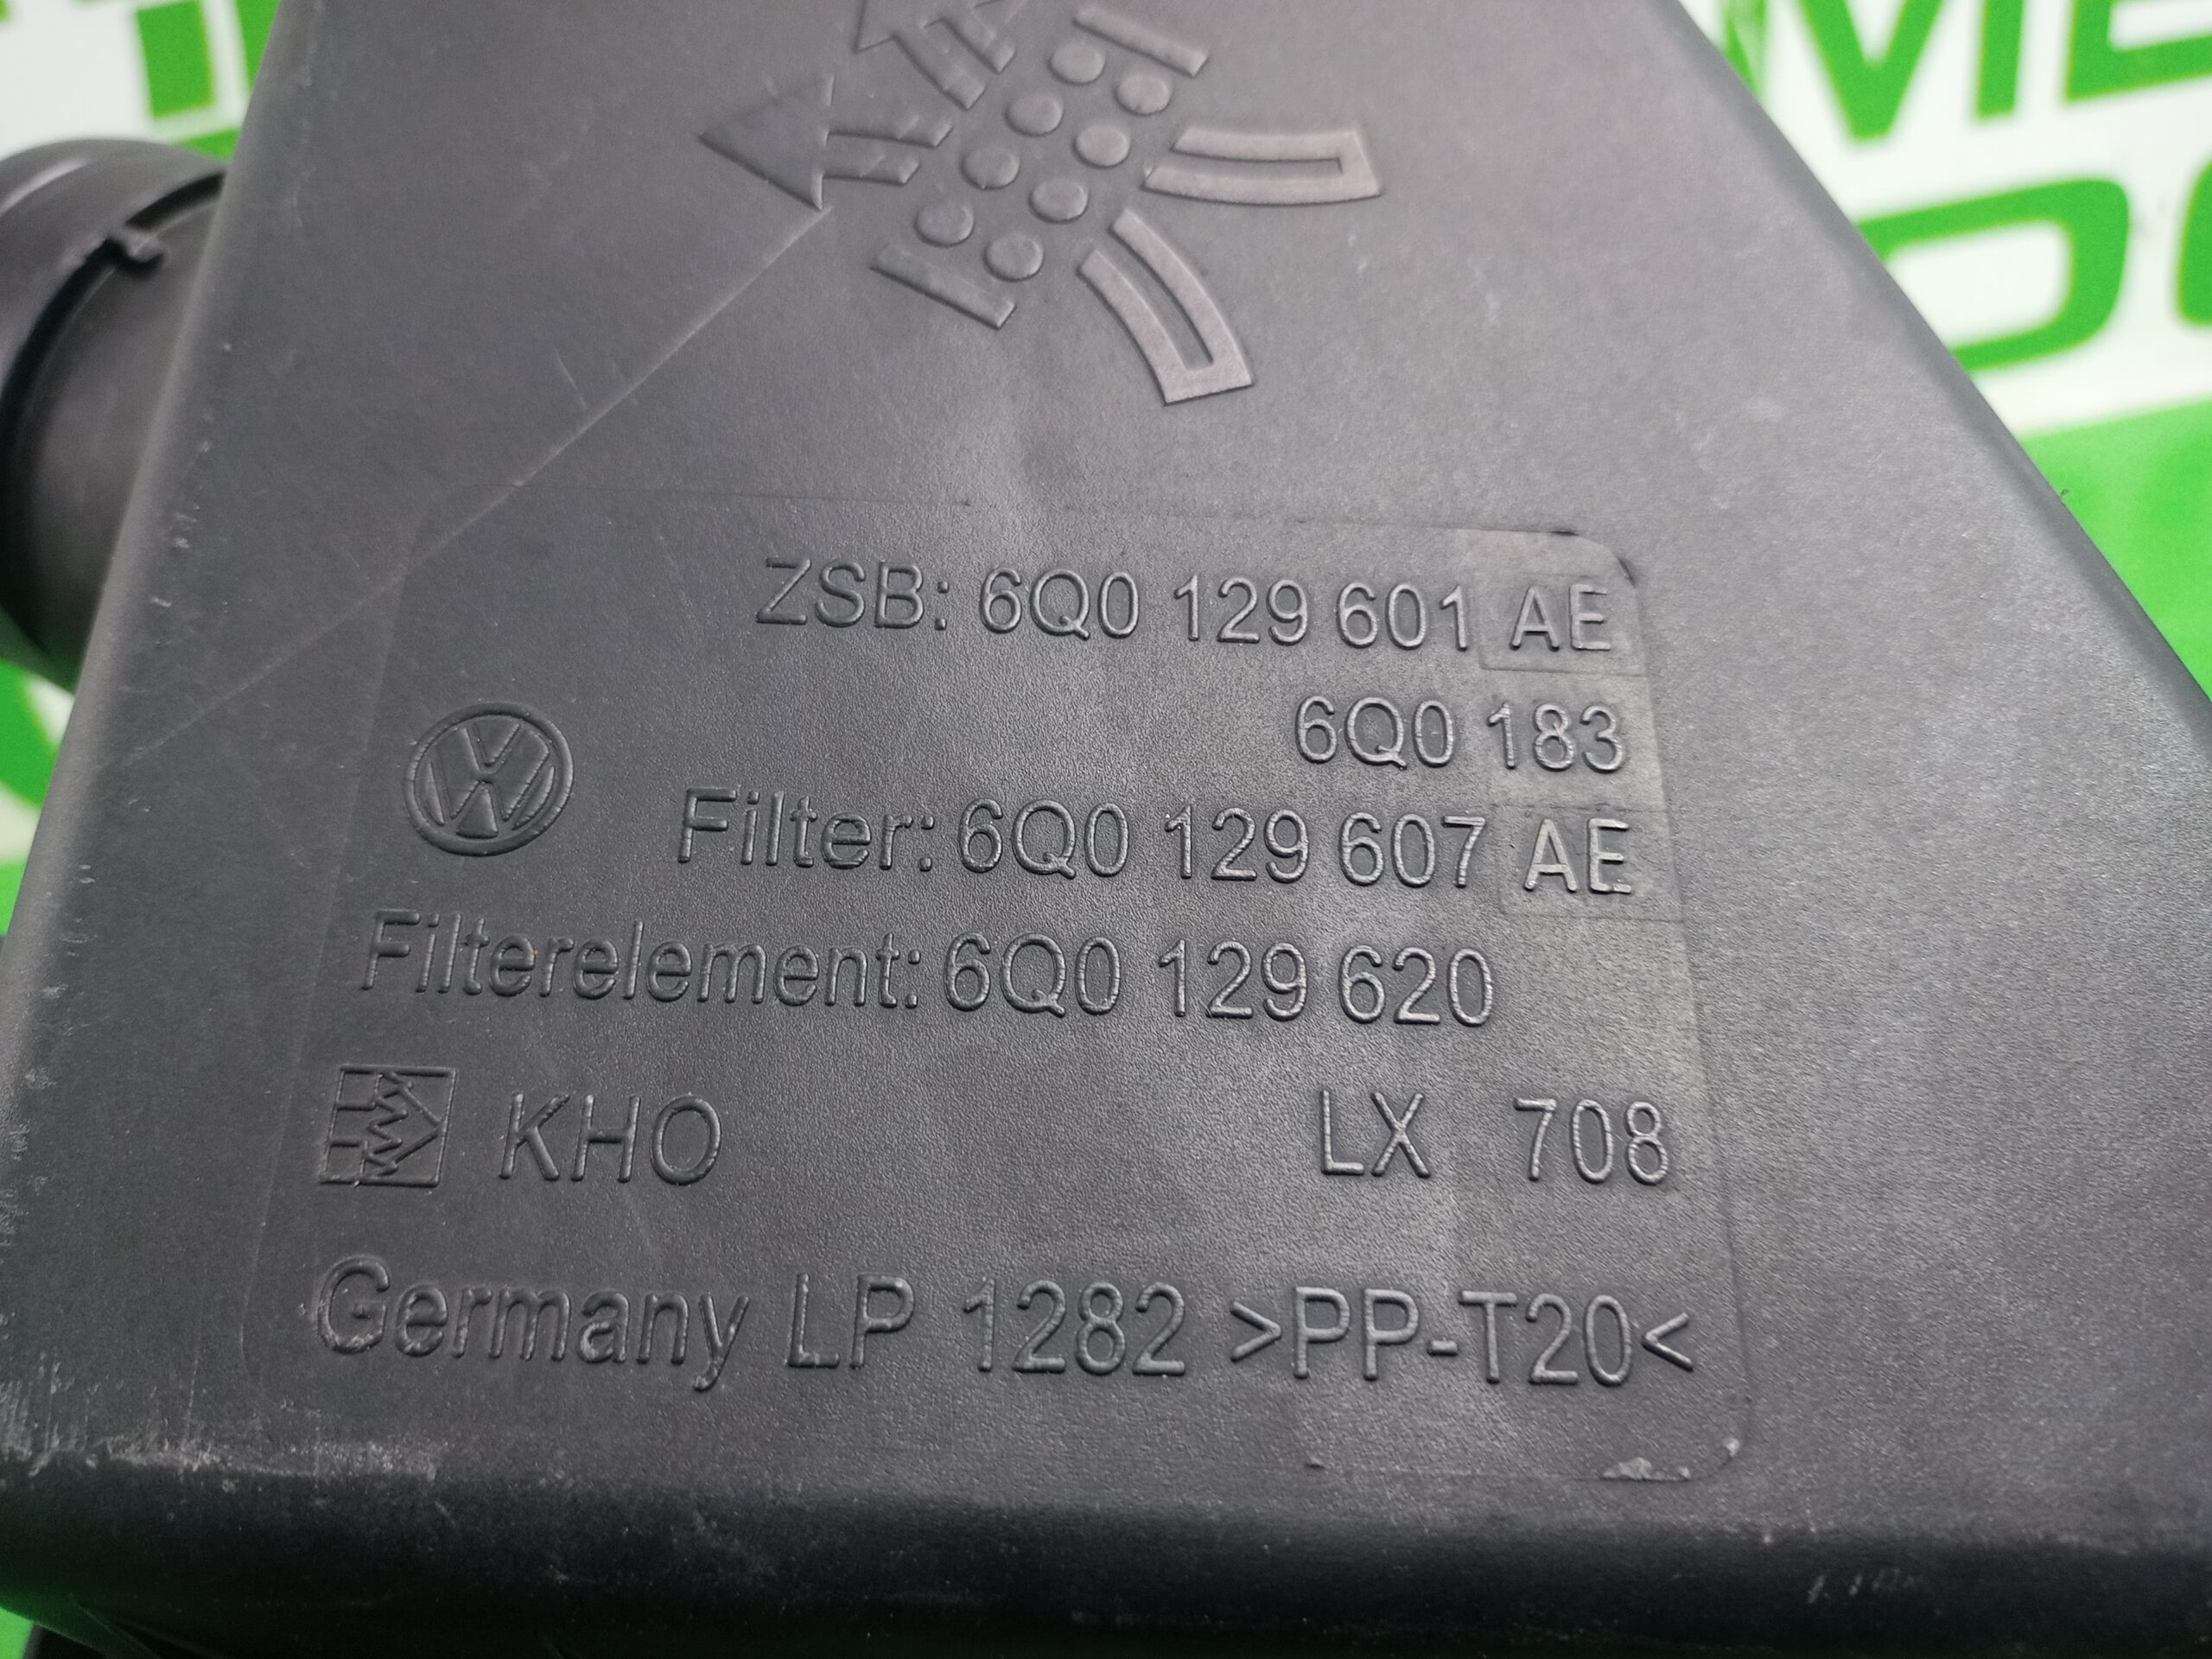 ZSB: 6Q0 129 601 AE
6Q0 183
Filter: 6Q0 129 607 AE
Filterelement: 6Q0 129 620
KHO LX 708
Germany LP 1282 >PP-T20<